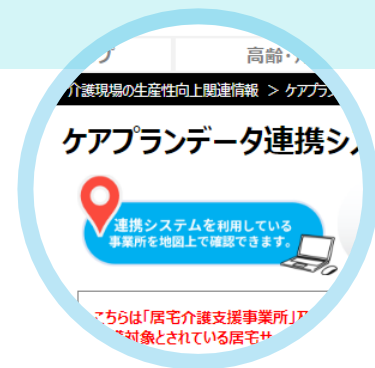 高齢・
介護現場の生産性向上関連情報 > ケアプラン
ケアプランデータ連携シ
連携システムを利用している
事業所を地図上で確認できます。
こちらは「居宅介護支援事業所」
対象とされている居宅サ